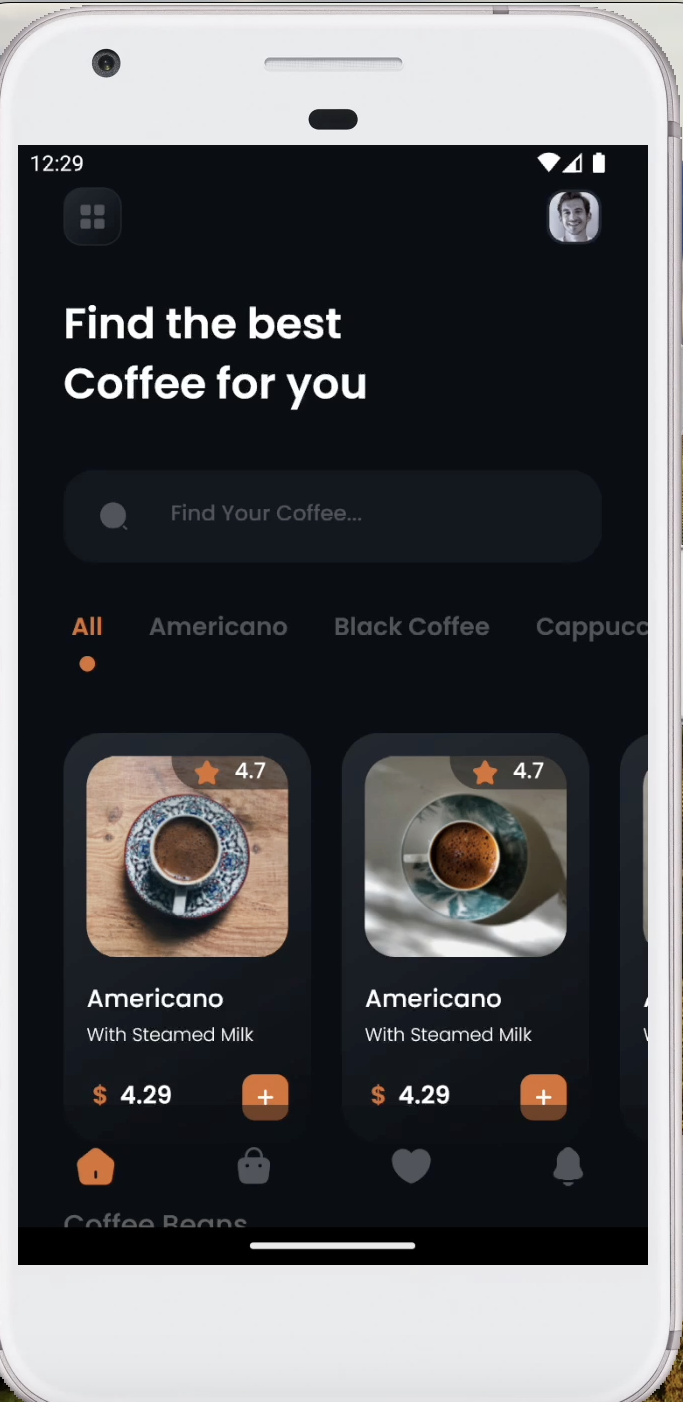 12:29
Find the best
Coffee for you
Find Your Coffee...
All Americano Black Coffee Cappucc
4.7 4.7
Americano Americano
With Steamed Milk With Steamed Milk
$ 4.29 + $ 4.29 +
Coffee Beans